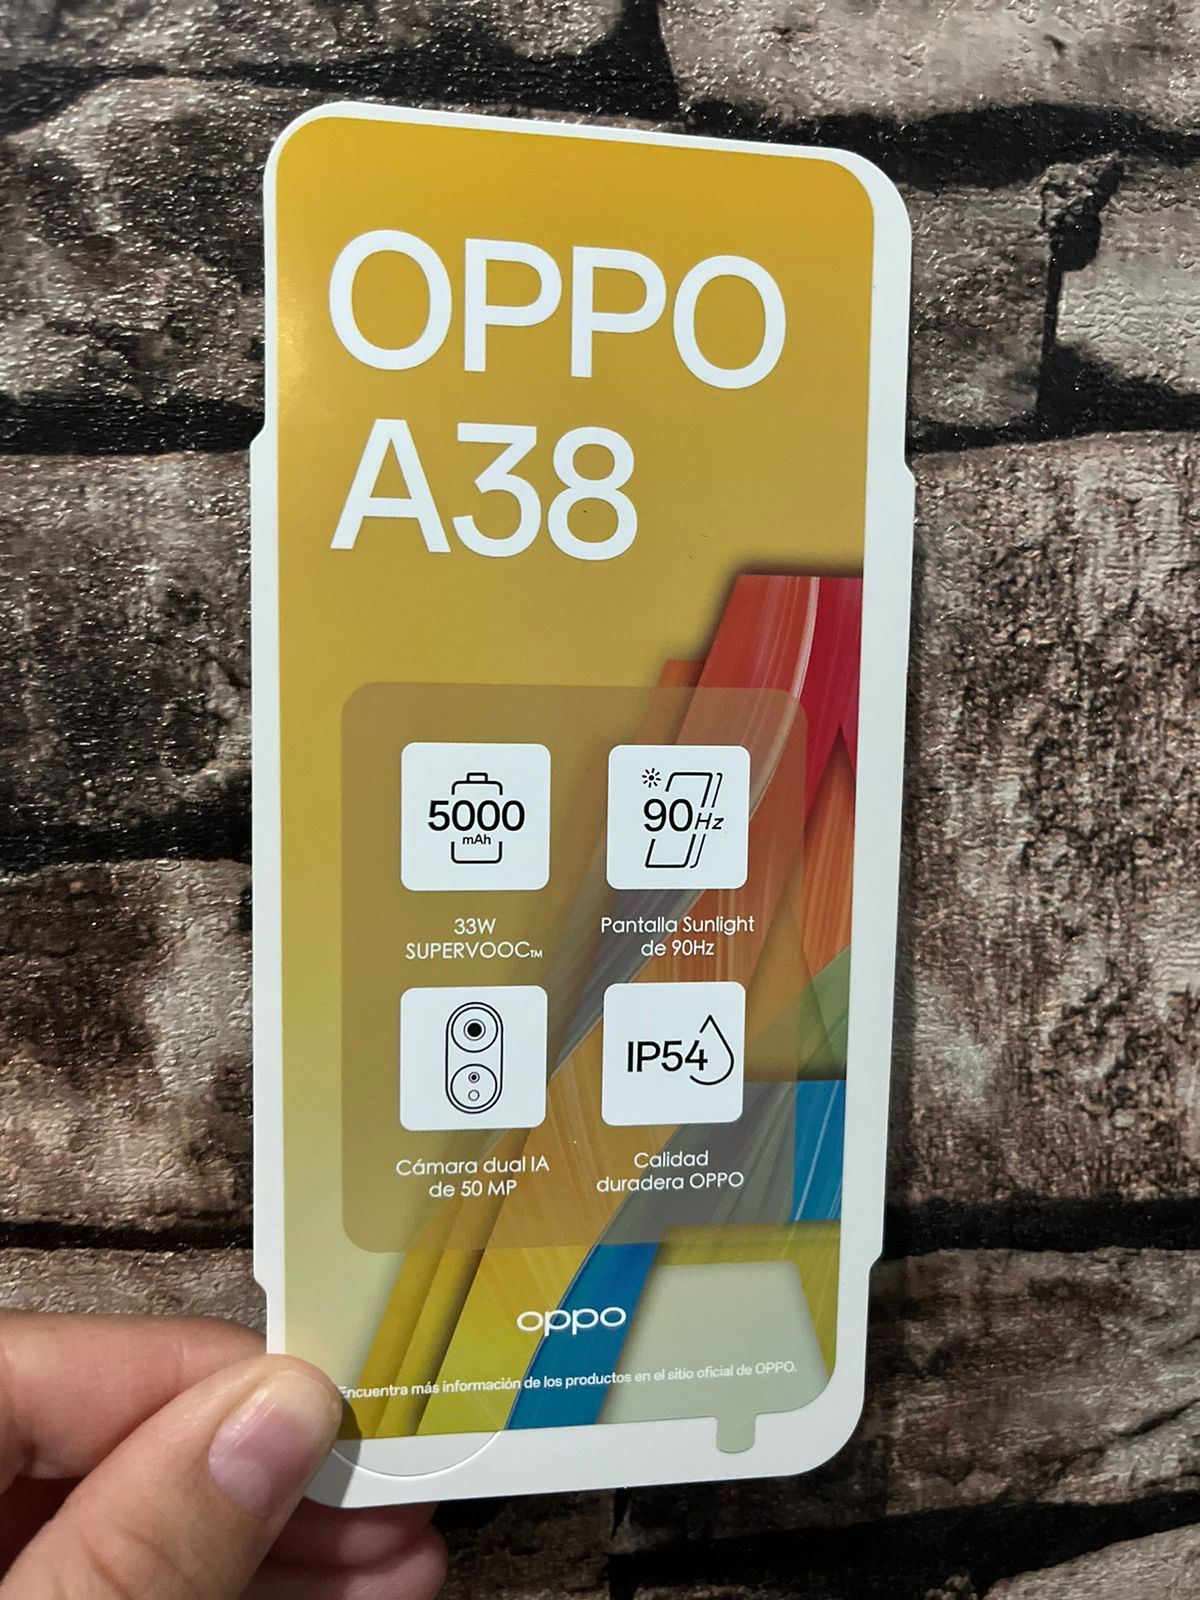 OPPO
A38
5000
mAh
90Hz
33W
SUPERVOOC™
Pantalla Sunlight
de 90Hz
IP54
Cámara dual IA
de 50 MP
Calidad
duradera OPPO
oppo
Encuentra más información de los productos en el sitio oficial de OPPO.